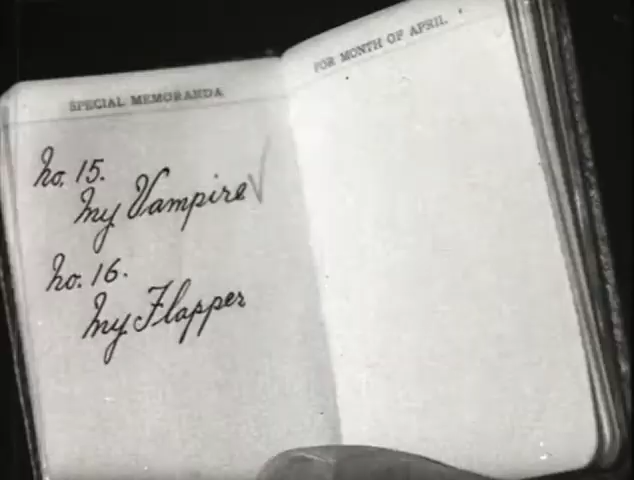 SPECIAL MEMORANDA
FOR MONTH OF APRIL
No. 15.
My Vampire
No. 16.
My Flapper